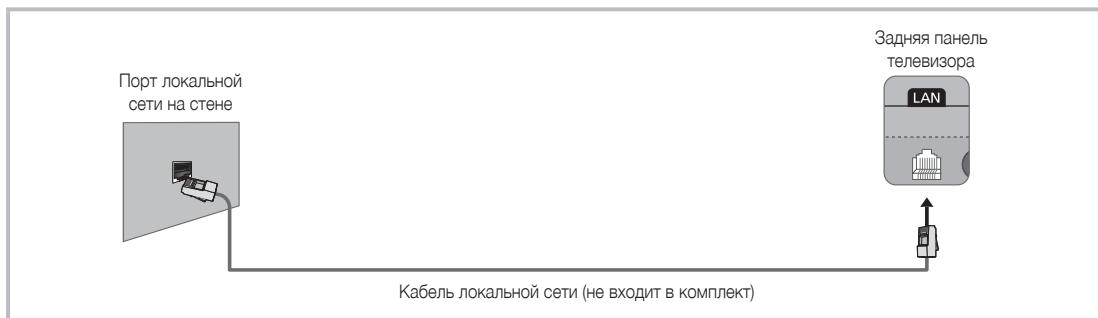 Порт локальной
сети на стене
Задняя панель
телевизора
LAN
Кабель локальной сети (не входит в комплект)